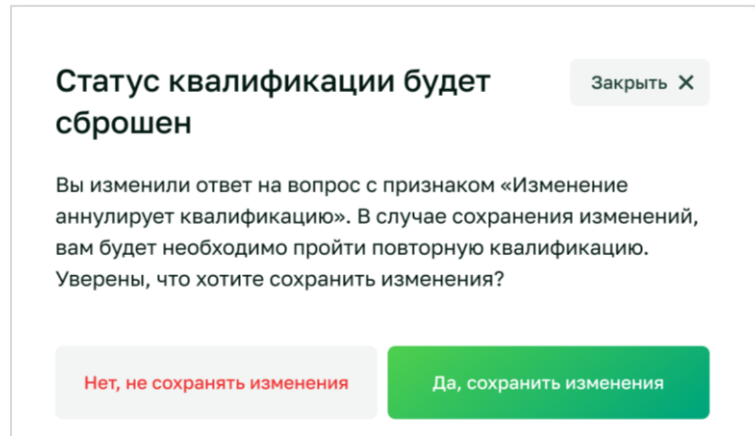 Статус квалификации будет
сброшен
Закрыть
Вы изменили ответ на вопрос с признаком «Изменение
аннулирует квалификацию». В случае сохранения изменений,
вам будет необходимо пройти повторную квалификацию.
Уверены, что хотите сохранить изменения?
Нет, не сохранять изменения
Да, сохранить изменения